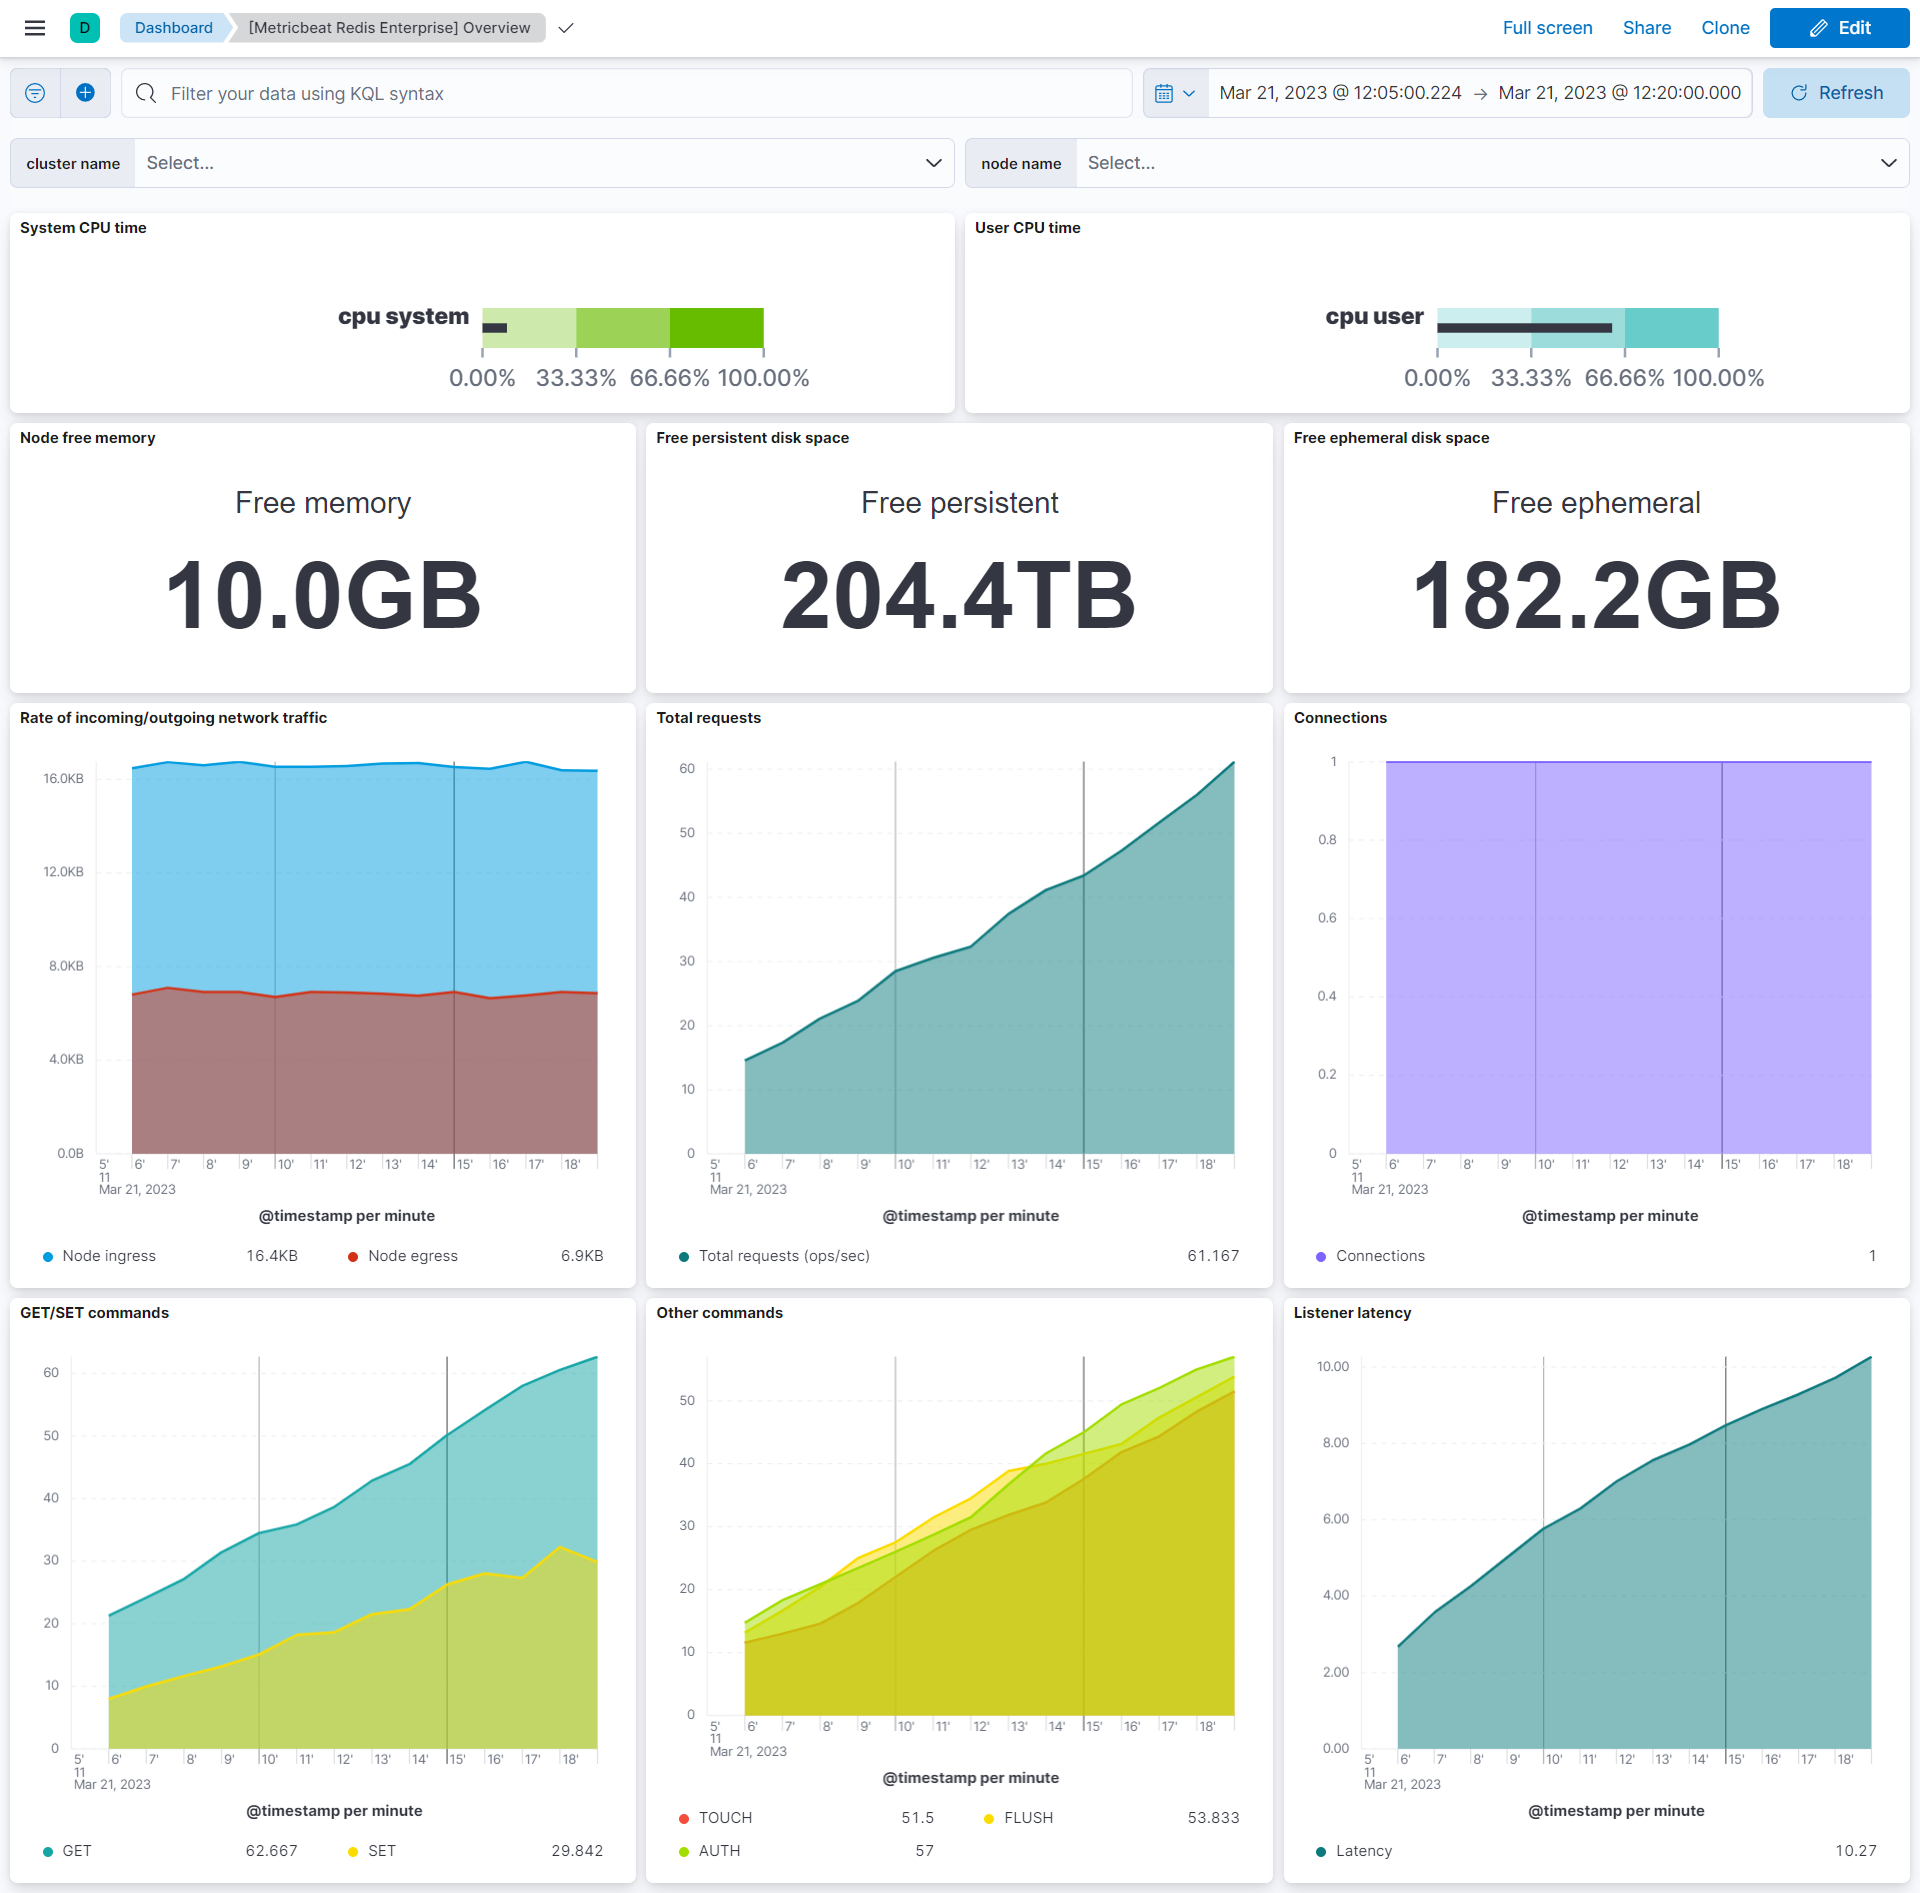 D Dashboard [Metricbeat Redis Enterprise] Overview Full screen Share Clone Edit
Filter your data using KQL syntax Mar 21, 2023 @ 12:05:00.224 → Mar 21, 2023 @ 12:20:00.000 Refresh
cluster name Select... node name Select...
System CPU time
cpu system
0.00% 33.33% 66.66% 100.00%
User CPU time
cpu user
0.00% 33.33% 66.66% 100.00%
Node free memory
Free memory
10.0GB
Free persistent disk space
Free persistent
204.4TB
Free ephemeral disk space
Free ephemeral
182.2GB
Rate of incoming/outgoing network traffic
16.0KB
12.0KB
8.0KB
4.0KB
0.0B
5' 6' 7' 8' 9' 10' 11' 12' 13' 14' 15' 16' 17' 18'
11
Mar 21, 2023
@timestamp per minute
Node ingress 16.4KB Node egress 6.9KB
Total requests
60
50
40
30
20
10
0
5' 6' 7' 8' 9' 10' 11' 12' 13' 14' 15' 16' 17' 18'
11
Mar 21, 2023
@timestamp per minute
Total requests (ops/sec) 61.167
Connections
1
0.8
0.6
0.4
0.2
0
5' 6' 7' 8' 9' 10' 11' 12' 13' 14' 15' 16' 17' 18'
11
Mar 21, 2023
@timestamp per minute
Connections 1
GET/SET commands
60
50
40
30
20
10
0
5' 6' 7' 8' 9' 10' 11' 12' 13' 14' 15' 16' 17' 18'
11
Mar 21, 2023
@timestamp per minute
GET 62.667 SET 29.842
Other commands
50
40
30
20
10
0
5' 6' 7' 8' 9' 10' 11' 12' 13' 14' 15' 16' 17' 18'
11
Mar 21, 2023
@timestamp per minute
TOUCH 51.5 FLUSH 53.833
AUTH 57
Listener latency
10.00
8.00
6.00
4.00
2.00
0.00
5' 6' 7' 8' 9' 10' 11' 12' 13' 14' 15' 16' 17' 18'
11
Mar 21, 2023
@timestamp per minute
Latency 10.27